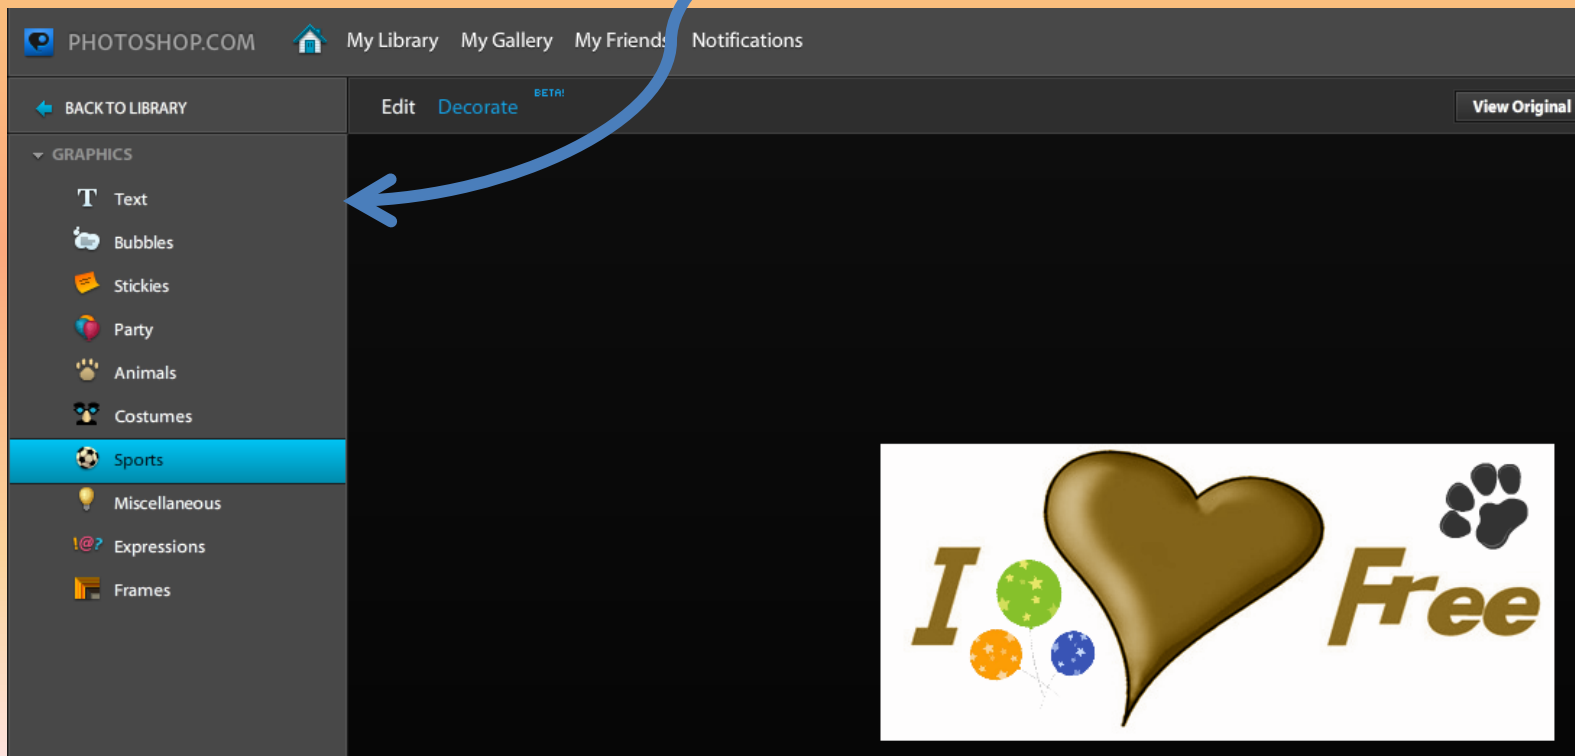 PHOTOSHOP.COM My Library My Gallery My Friends Notifications
BACK TO LIBRARY
Edit Decorate BETA!
View Original
GRAPHICS
T Text
Bubbles
Stickies
Party
Animals
Costumes
Sports
Miscellaneous
!@? Expressions
Frames
I Free